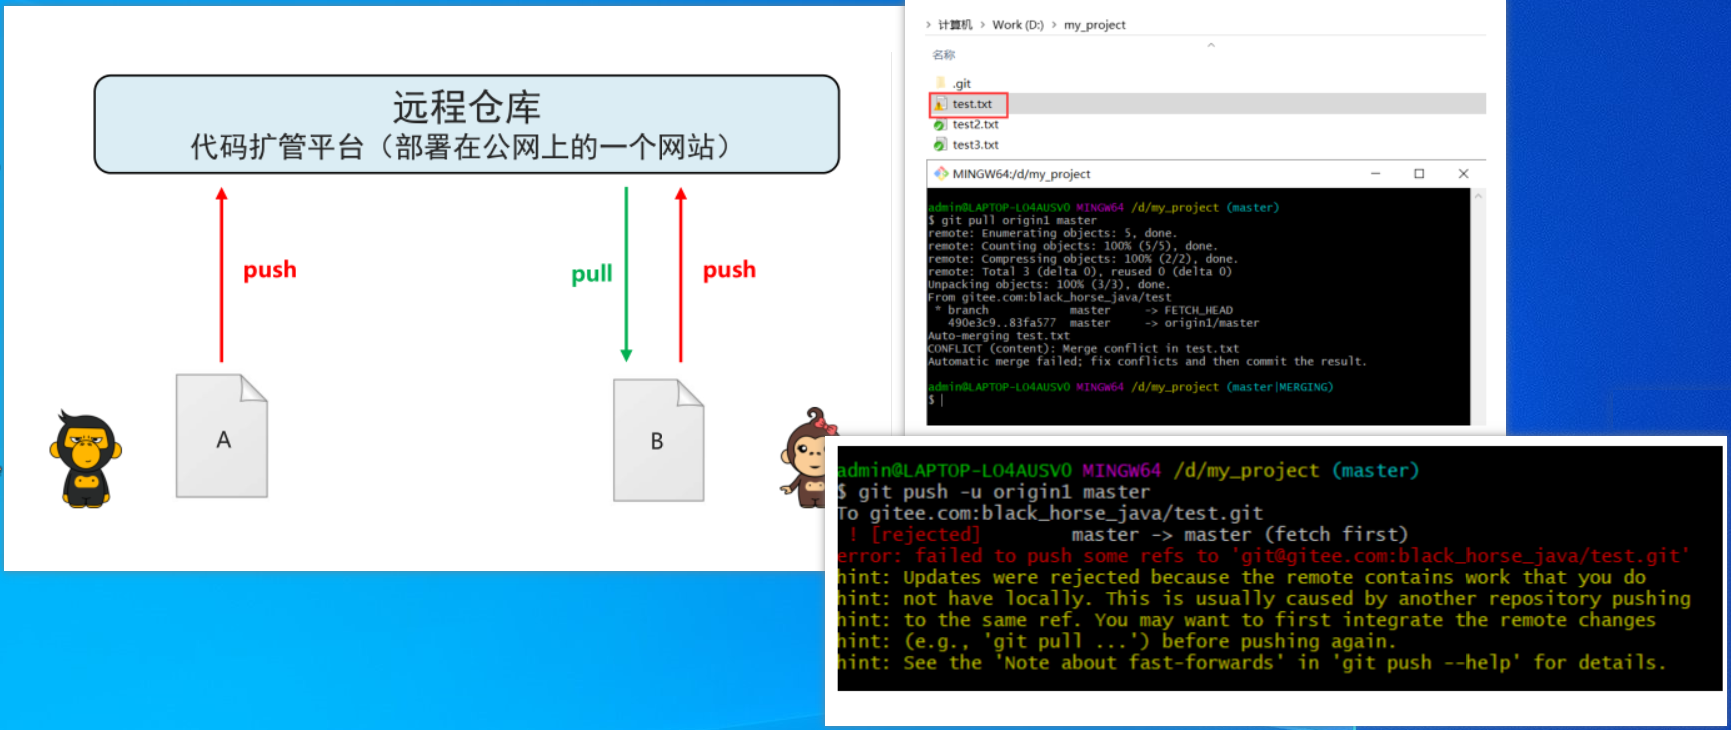 远程仓库
代码扩管平台（部署在公网上的一个网站）
push
pull
push
A
B
> 计算机 > Work (D:) > my_project
名称
.git
test.txt
test2.txt
test3.txt
MINGW64:/d/my_project
admin@LAPTOP-LO4AUSVO MINGW64 /d/my_project (master)
$ git pull origin1 master
remote: Enumerating objects: 5, done.
remote: Counting objects: 100% (5/5), done.
remote: Compressing objects: 100% (2/2), done.
remote: Total 3 (delta 0), reused 0 (delta 0)
Unpacking objects: 100% (3/3), done.
From gitee.com:black_horse_java/test
* branch master -> FETCH_HEAD
490e3c9..83fa577 master -> origin1/master
Auto-merging test.txt
CONFLICT (content): Merge conflict in test.txt
Automatic merge failed; fix conflicts and then commit the result.
admin@LAPTOP-LO4AUSVO MINGW64 /d/my_project (master|MERGING)
$
admin@LAPTOP-LO4AUSVO MINGW64 /d/my_project (master)
$ git push -u origin1 master
To gitee.com:black_horse_java/test.git
! [rejected] master -> master (fetch first)
error: failed to push some refs to 'git@gitee.com:black_horse_java/test.git'
hint: Updates were rejected because the remote contains work that you do
hint: not have locally. This is usually caused by another repository pushing
hint: to the same ref. You may want to first integrate the remote changes
hint: (e.g., 'git pull ...') before pushing again.
hint: See the 'Note about fast-forwards' in 'git push --help' for details.